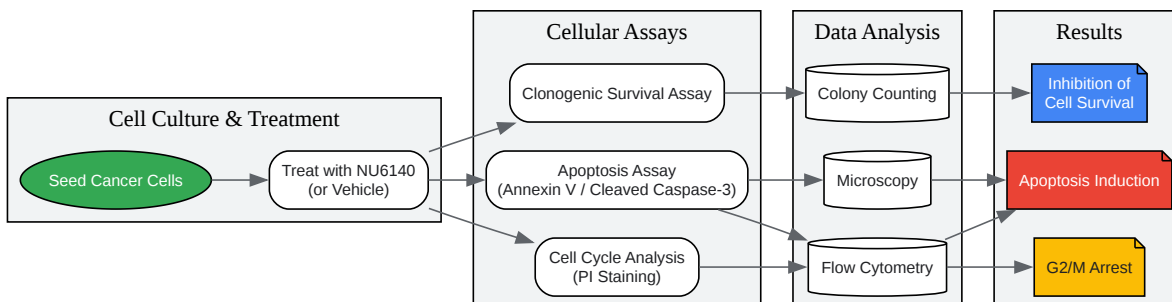 Cell Culture & Treatment
Seed Cancer Cells
Treat with NU6140
(or Vehicle)
Cellular Assays
Clonogenic Survival Assay
Apoptosis Assay
(Annexin V / Cleaved Caspase-3)
Cell Cycle Analysis
(PI Staining)
Data Analysis
Colony Counting
Microscopy
Flow Cytometry
Results
Inhibition of
Cell Survival
Apoptosis Induction
G2/M Arrest